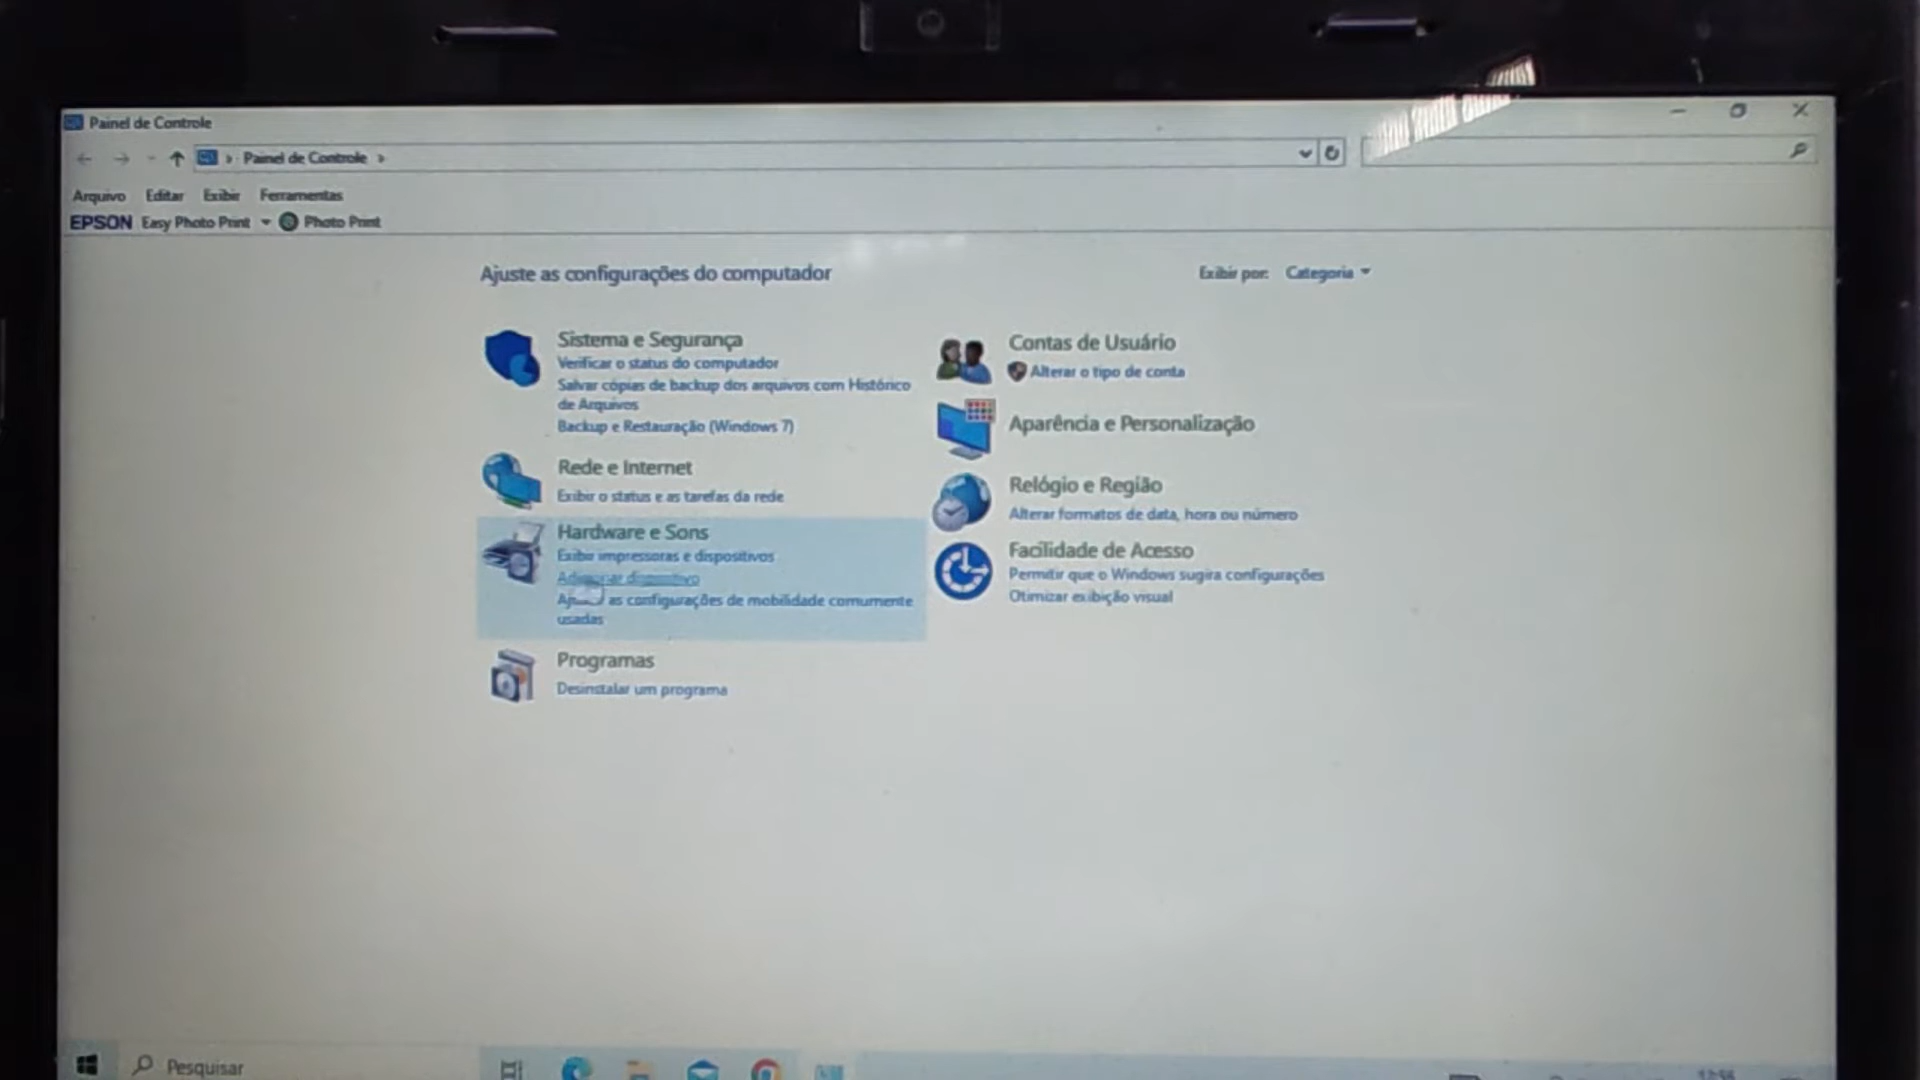 Painel de Controle
Painel de Controle
Arquivo Editar Exibir Ferramentas
EPSON Easy Photo Print Photo Print
Ajuste as configurações do computador
Exibir por: Categoria
Sistema e Segurança
Verificar o status do computador
Salvar cópias de backup dos arquivos com Histórico
de Arquivos
Backup e Restauração (Windows 7)
Rede e Internet
Exibir o status e as tarefas da rede
Hardware e Sons
Exibir impressoras e dispositivos
Adicionar dispositivo
as configurações de mobilidade comumente
usadas
Programas
Desinstalar um programa
Contas de Usuário
Alterar o tipo de conta
Aparência e Personalização
Relógio e Região
Alterar formatos de data, hora ou número
Facilidade de Acesso
Permitir que o Windows sugira configurações
Otimizar exibição visual
Pesquisar